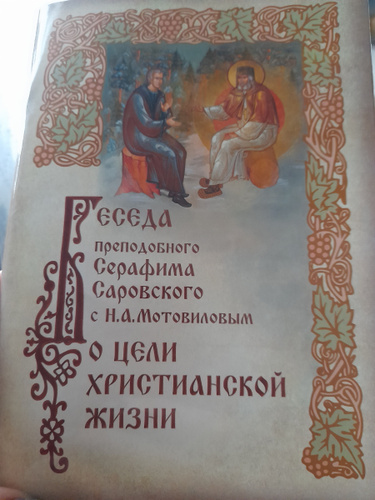 Беседа
преподобного
Серафима
Саровского
с Н.А.Мотовиловым
о цели
христианской
жизни